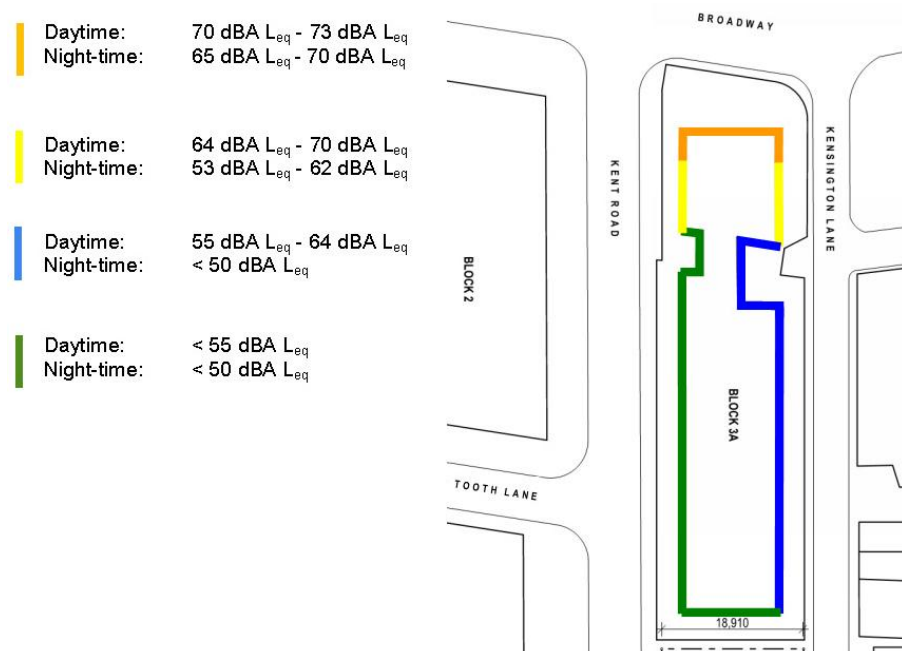 Daytime: 70 dBA Leq - 73 dBA Leq
Night-time: 65 dBA Leq - 70 dBA Leq
Daytime: 64 dBA Leq - 70 dBA Leq
Night-time: 53 dBA Leq - 62 dBA Leq
Daytime: 55 dBA Leq - 64 dBA Leq
Night-time: < 50 dBA Leq
Daytime: < 55 dBA Leq
Night-time: < 50 dBA Leq
BROADWAY
KENT ROAD
KENSINGTON LANE
BLOCK 2
BLOCK 3A
TOOTH LANE
18,910